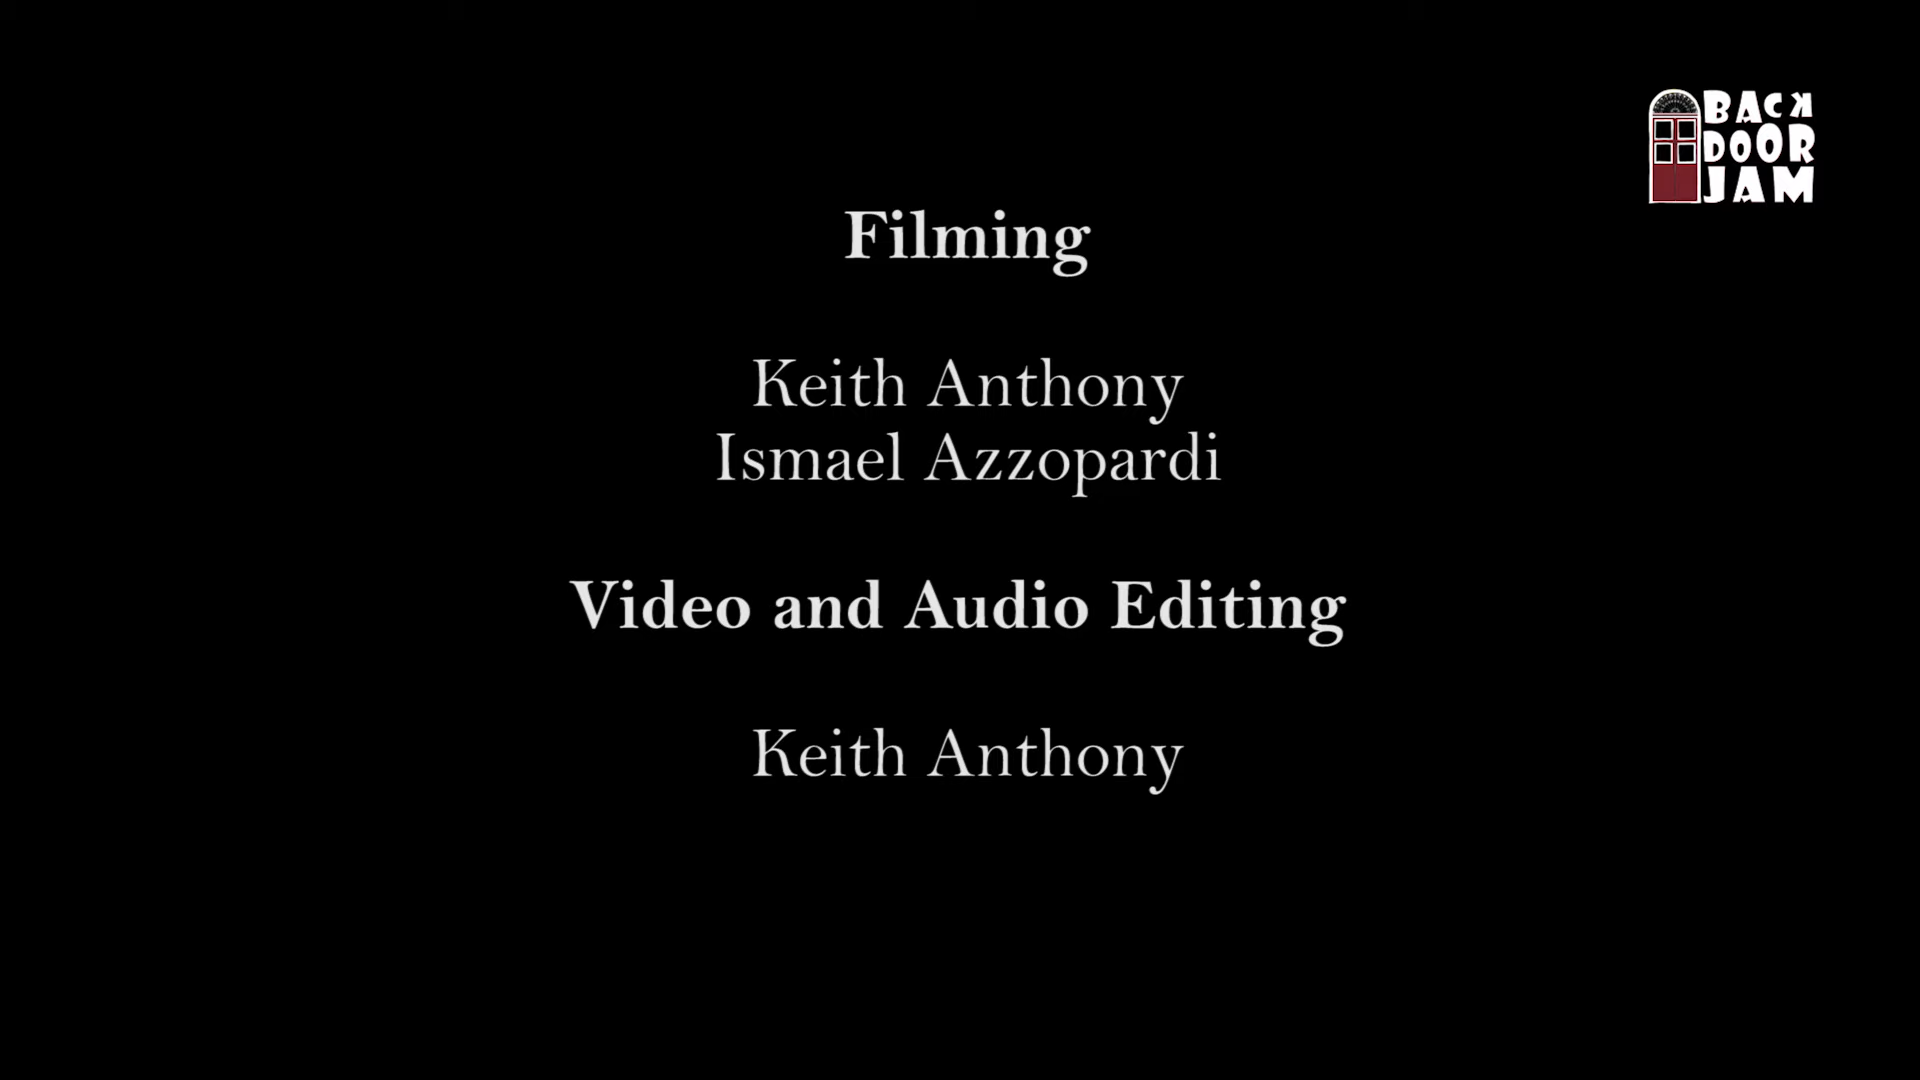 BACK
DOOR
JAM
Filming
Keith Anthony
Ismael Azzopardi
Video and Audio Editing
Keith Anthony